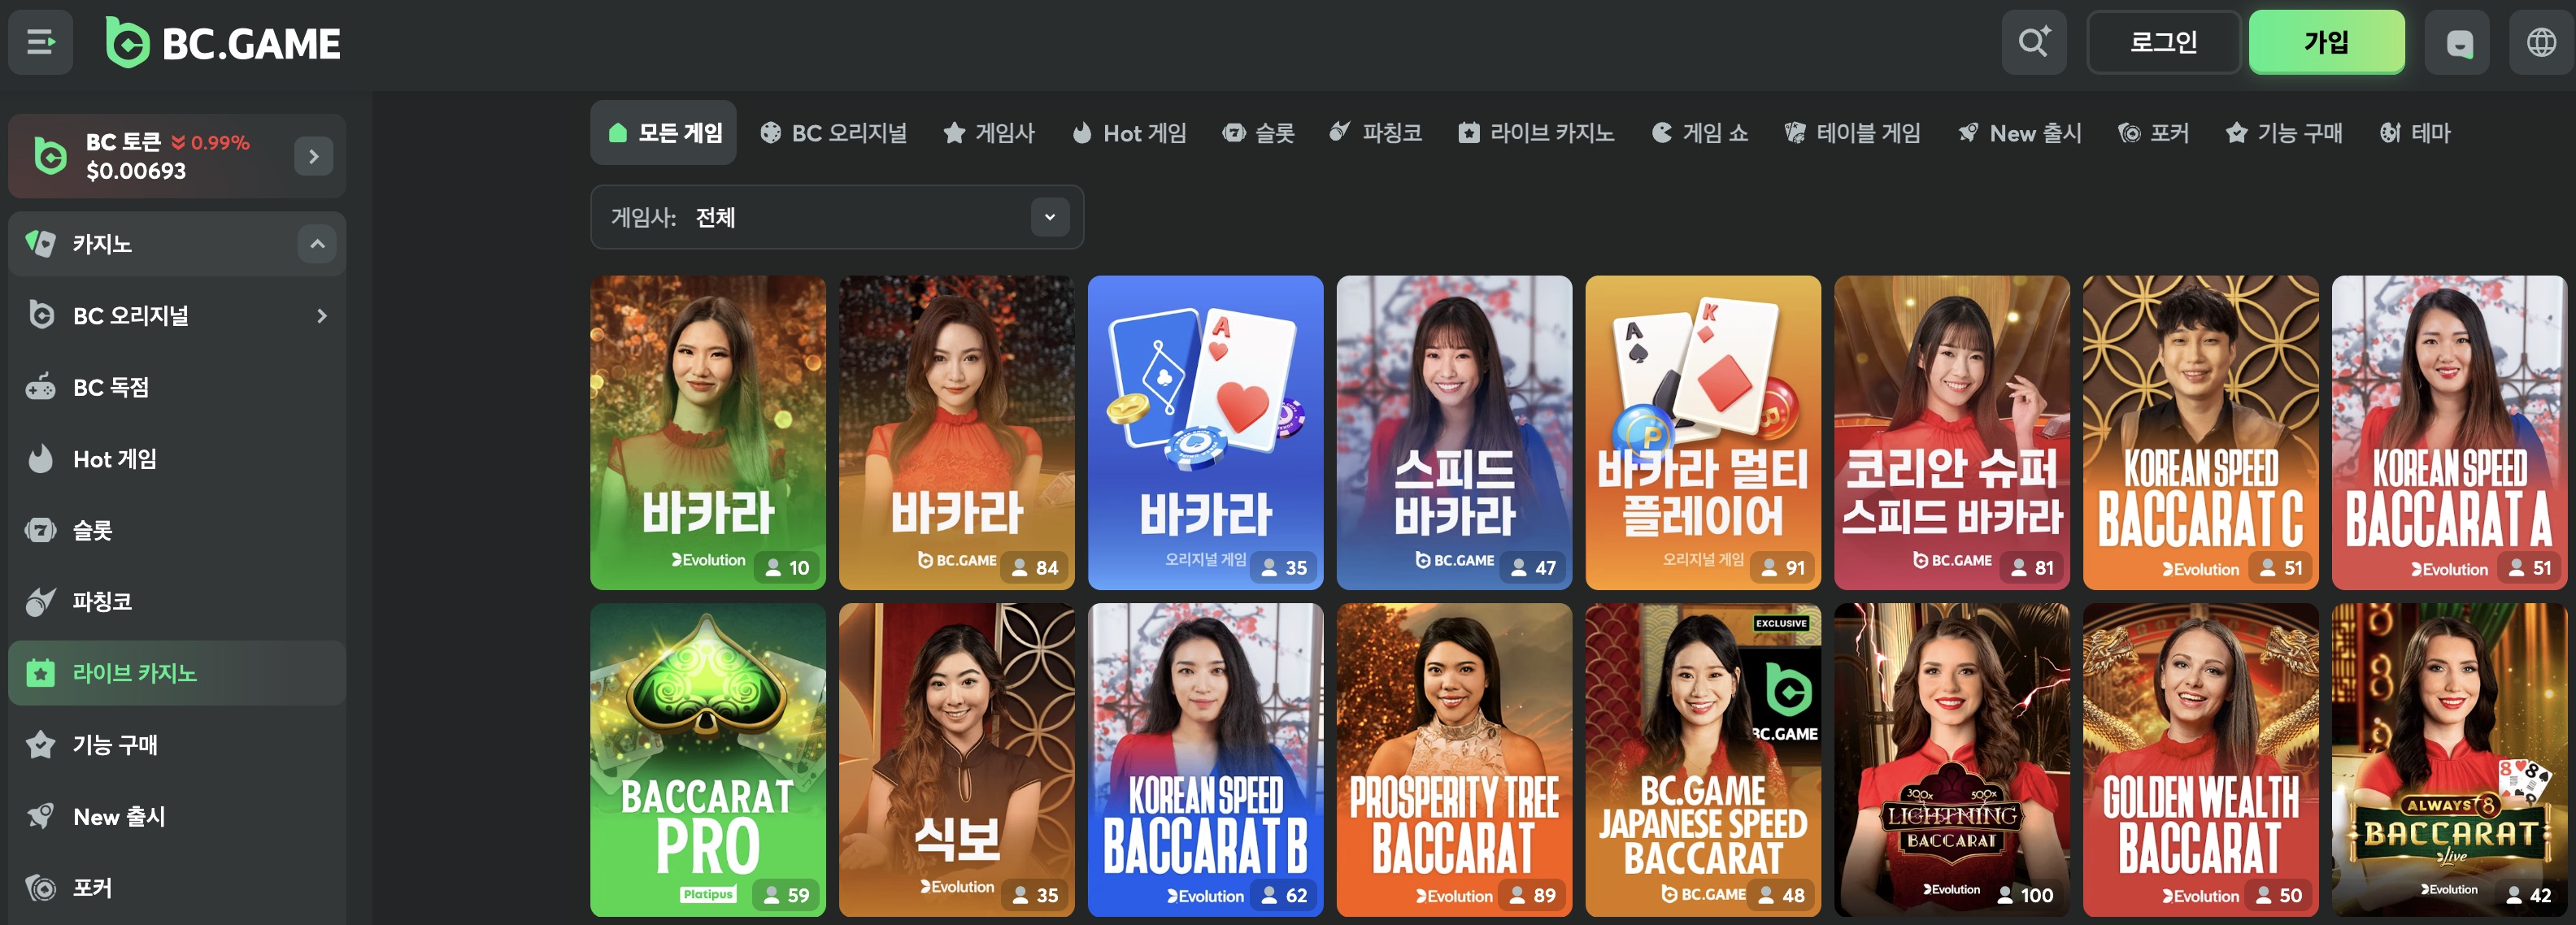 BC.GAME
로그인
가입
BC 토큰 0.99%
$0.00693
카지노
BC 오리지널
BC 독점
Hot 게임
슬롯
파칭코
라이브 카지노
기능 구매
New 출시
포커
모든 게임
BC 오리지널
게임사
Hot 게임
슬롯
파칭코
라이브 카지노
게임 쇼
테이블 게임
New 출시
포커
기능 구매
테마
게임사: 전체
바카라
Evolution
10
바카라
BC.GAME
84
A
바카라
오리지널 게임
35
스피드
바카라
BC.GAME
47
A
K
P
B
바카라 멀티
플레이어
오리지널 게임
91
코리안 슈퍼
스피드 바카라
BC.GAME
81
KOREAN SPEED
BACCARAT C
Evolution
51
KOREAN SPEED
BACCARAT A
Evolution
51
BACCARAT
PRO
Platipus
59
식보
Evolution
35
KOREAN SPEED
BACCARAT B
Evolution
62
PROSPERITY TREE
BACCARAT
Evolution
89
EXCLUSIVE
BC.GAME
BC.GAME
JAPANESE SPEED
BACCARAT
BC.GAME
48
300x 500x
LIGHTNING
BACCARAT
Evolution
100
GOLDEN WEALTH
BACCARAT
Evolution
50
8 8
ALWAYS 8
BACCARAT
Live
Evolution
42